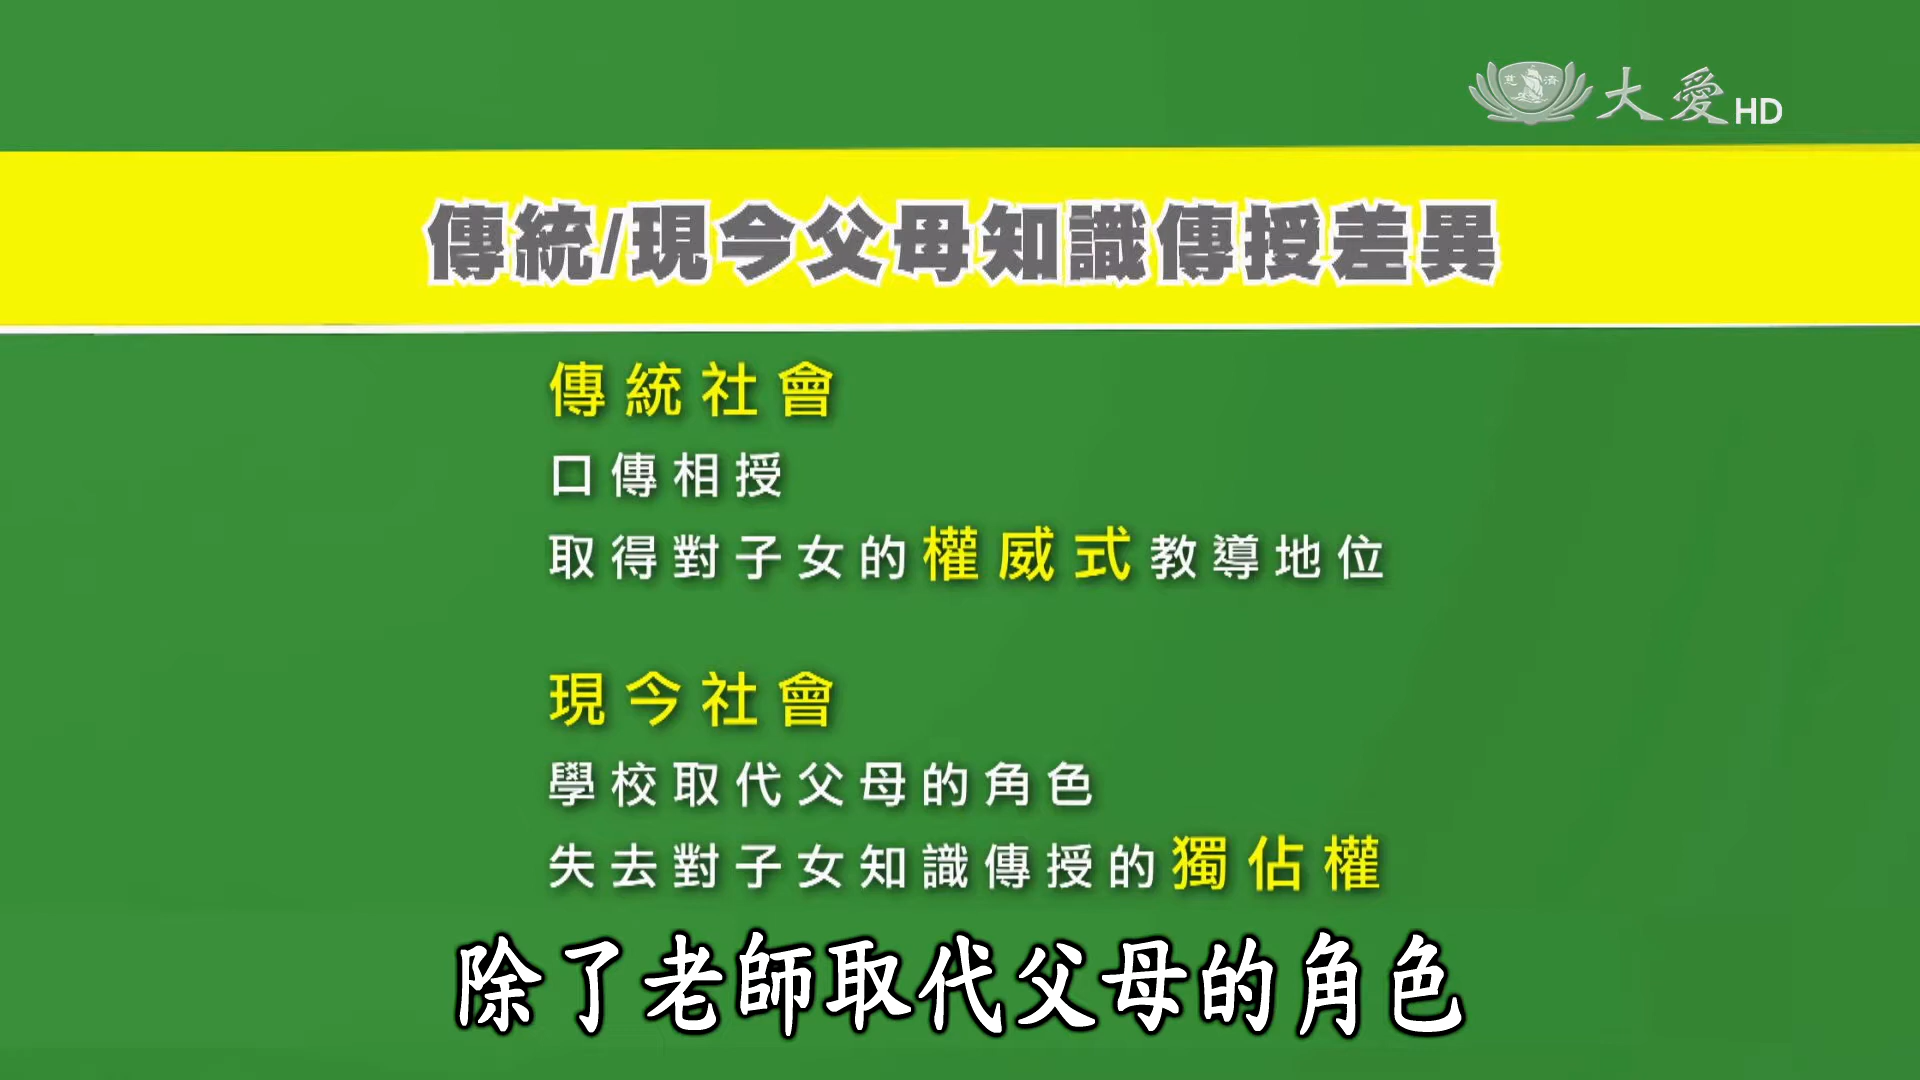 慈濟
大愛HD
傳統/現今父母知識傳授差異
傳統社會
口傳相授
取得對子女的權威式教導地位
現今社會
學校取代父母的角色
失去對子女知識傳授的獨佔權
除了老師取代父母的角色